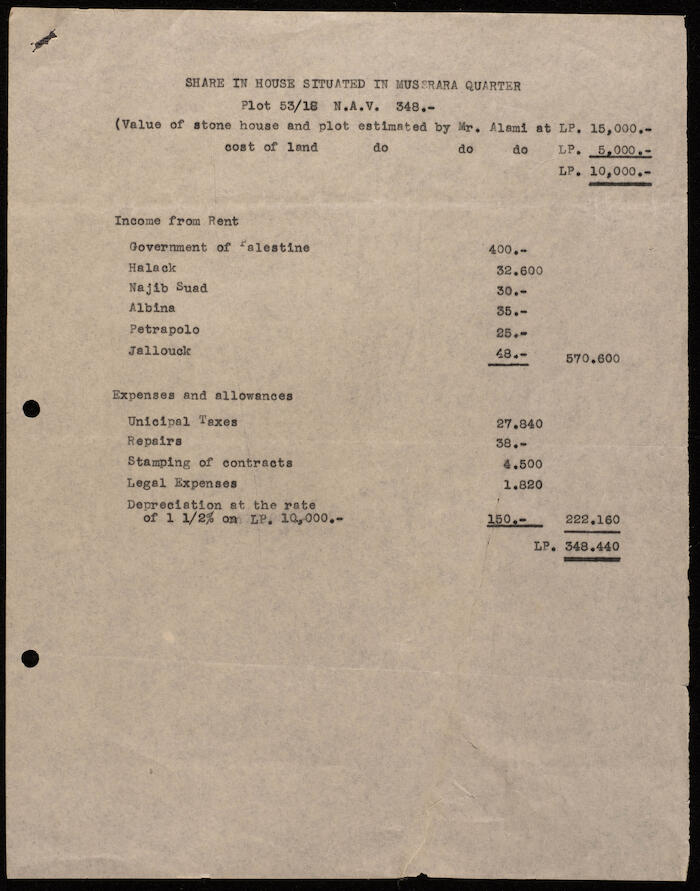 SHARE IN HOUSE SITUATED IN MUSSRARA QUARTER
Plot 53/18 N.A.V. 348.-
(Value of stone house and plot estimated by Mr. Alami at LP. 15,000.-
cost of land do do do LP. 5,000.-
LP. 10,000.-
Income from Rent
Government of Palestine 400.-
Halack 32.600
Najib Suad 30.-
Albina 35.-
Petrapolo 25.-
Jallouck 48.- 570.600
Expenses and allowances
Unicipal Taxes 27.840
Repairs 38.-
Stamping of contracts 4.500
Legal Expenses 1.820
Depreciation at the rate
of 1 1/2% on LP. 10,000.- 150.- 222.160
LP. 348.440